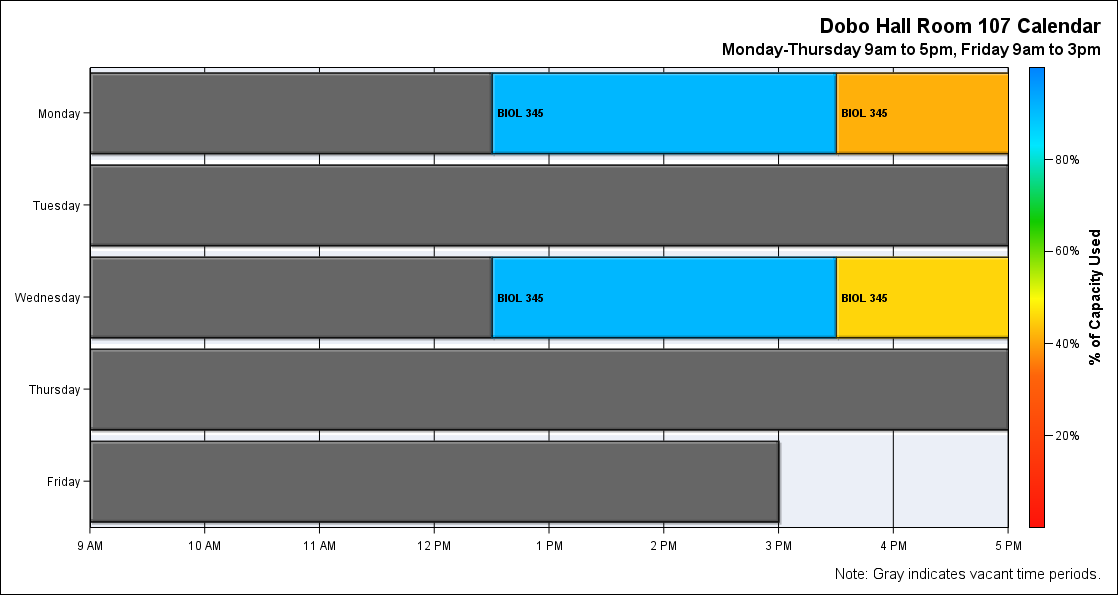 Dobo Hall Room 107 Calendar
Monday-Thursday 9am to 5pm, Friday 9am to 3pm
Monday
BIOL 345
BIOL 345
Tuesday
Wednesday
BIOL 345
BIOL 345
Thursday
Friday
9 AM
10 AM
11 AM
12 PM
1 PM
2 PM
3 PM
4 PM
5 PM
80%
60%
40%
20%
% of Capacity Used
Note: Gray indicates vacant time periods.